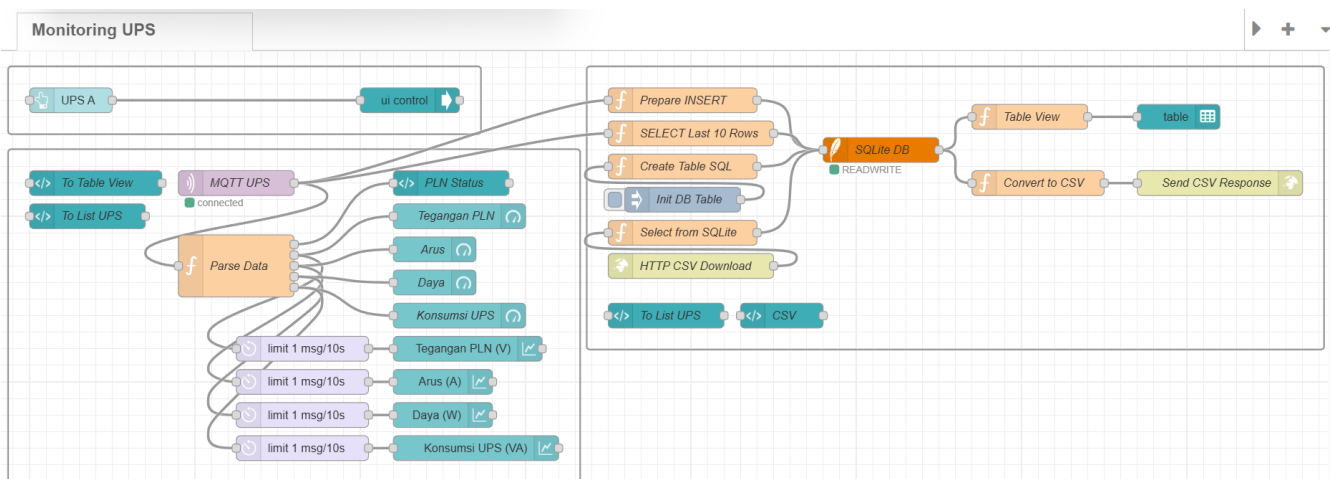 Monitoring UPS
UPS A
ui control
To Table View
MQTT UPS
connected
To List UPS
Parse Data
PLN Status
Tegangan PLN
Arus
Daya
Konsumsi UPS
limit 1 msg/10s
Tegangan PLN (V)
limit 1 msg/10s
Arus (A)
limit 1 msg/10s
Daya (W)
limit 1 msg/10s
Konsumsi UPS (VA)
Prepare INSERT
SELECT Last 10 Rows
Create Table SQL
Init DB Table
Select from SQLite
HTTP CSV Download
To List UPS
CSV
SQLite DB
READWRITE
Table View
table
Convert to CSV
Send CSV Response